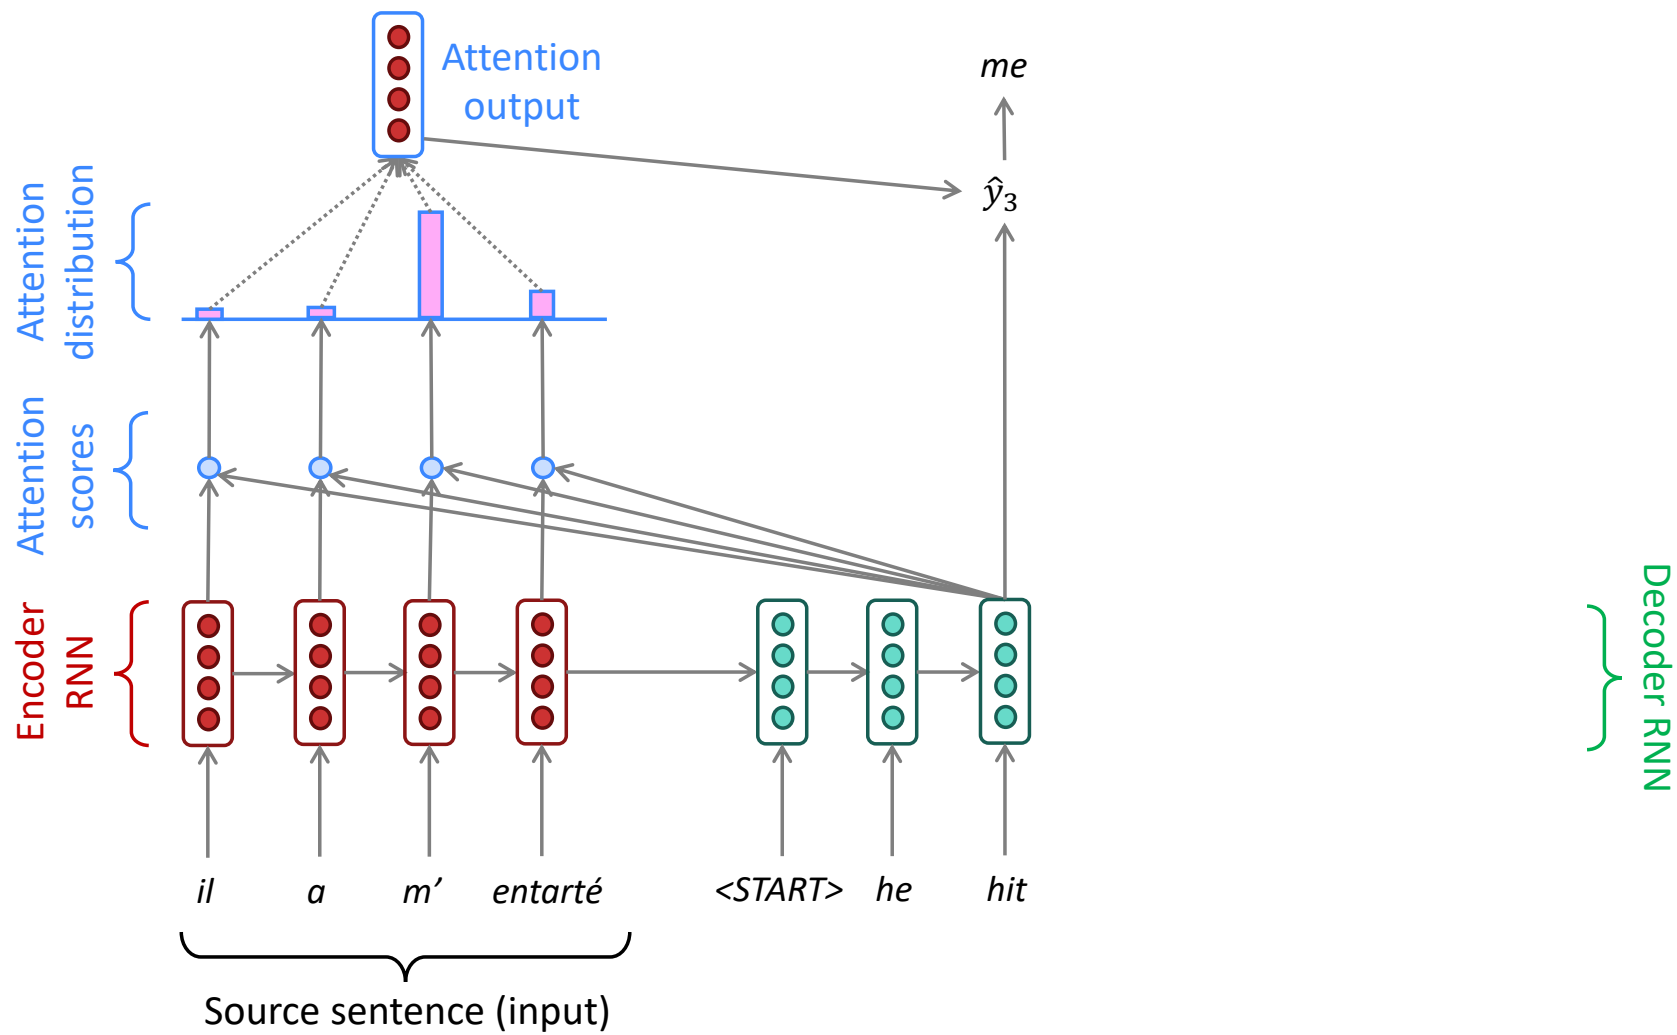 Attention
output
me
ŷ₃
Attention
distribution
Attention
scores
Encoder
RNN
Decoder RNN
il a m’ entarté <START> he hit
Source sentence (input)